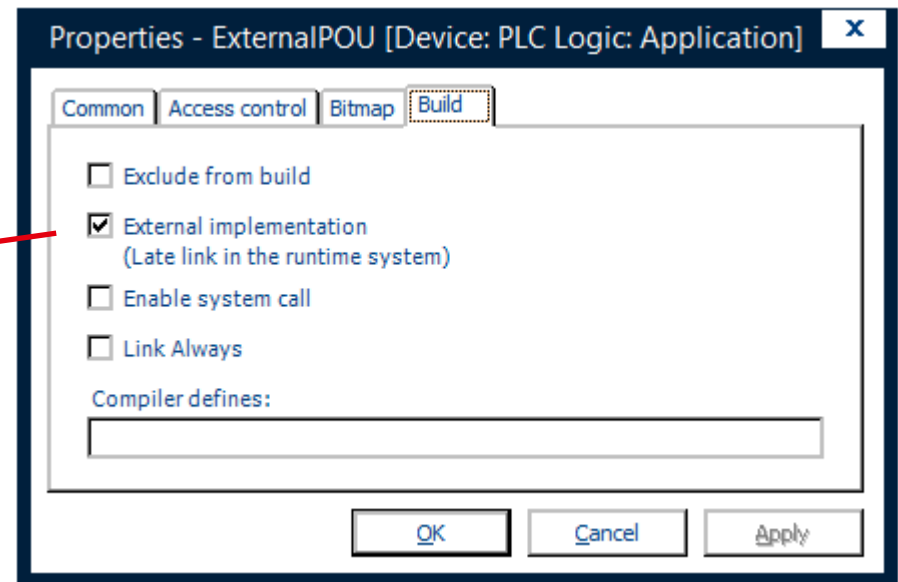 Properties - ExternalPOU [Device: PLC Logic: Application] x
Common Access control Bitmap Build
Exclude from build
External implementation
(Late link in the runtime system)
Enable system call
Link Always
Compiler defines:
OK Cancel Apply